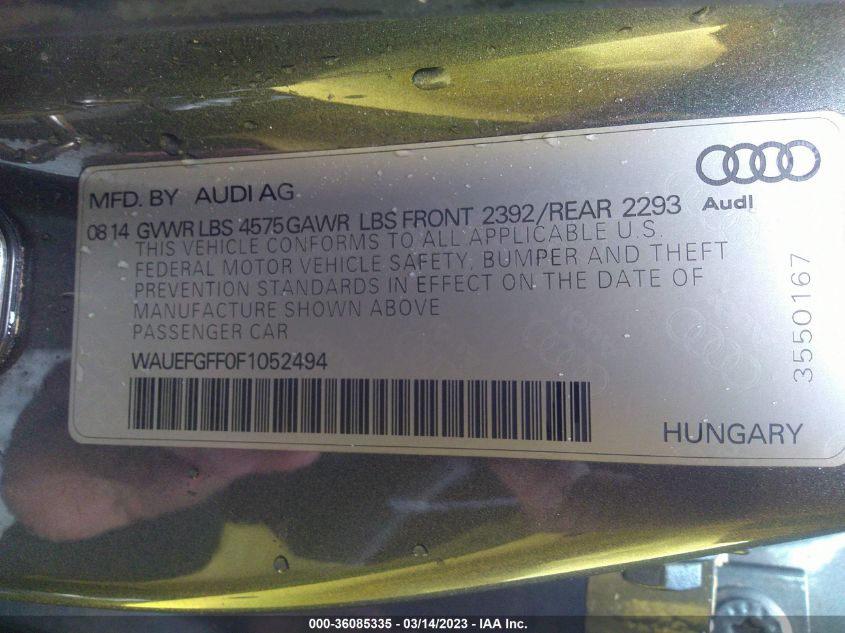 MFD. BY AUDI AG
Audi
08 14 GVWR LBS 4575 GAWR LBS FRONT 2392/REAR 2293
THIS VEHICLE CONFORMS TO ALL APPLICABLE U.S.
FEDERAL MOTOR VEHICLE SAFETY, BUMPER AND THEFT
PREVENTION STANDARDS IN EFFECT ON THE DATE OF
MANUFACTURE SHOWN ABOVE
PASSENGER CAR
WAUEFGFF0F1052494
3550167
HUNGARY
000-36085335 - 03/14/2023 - IAA Inc.